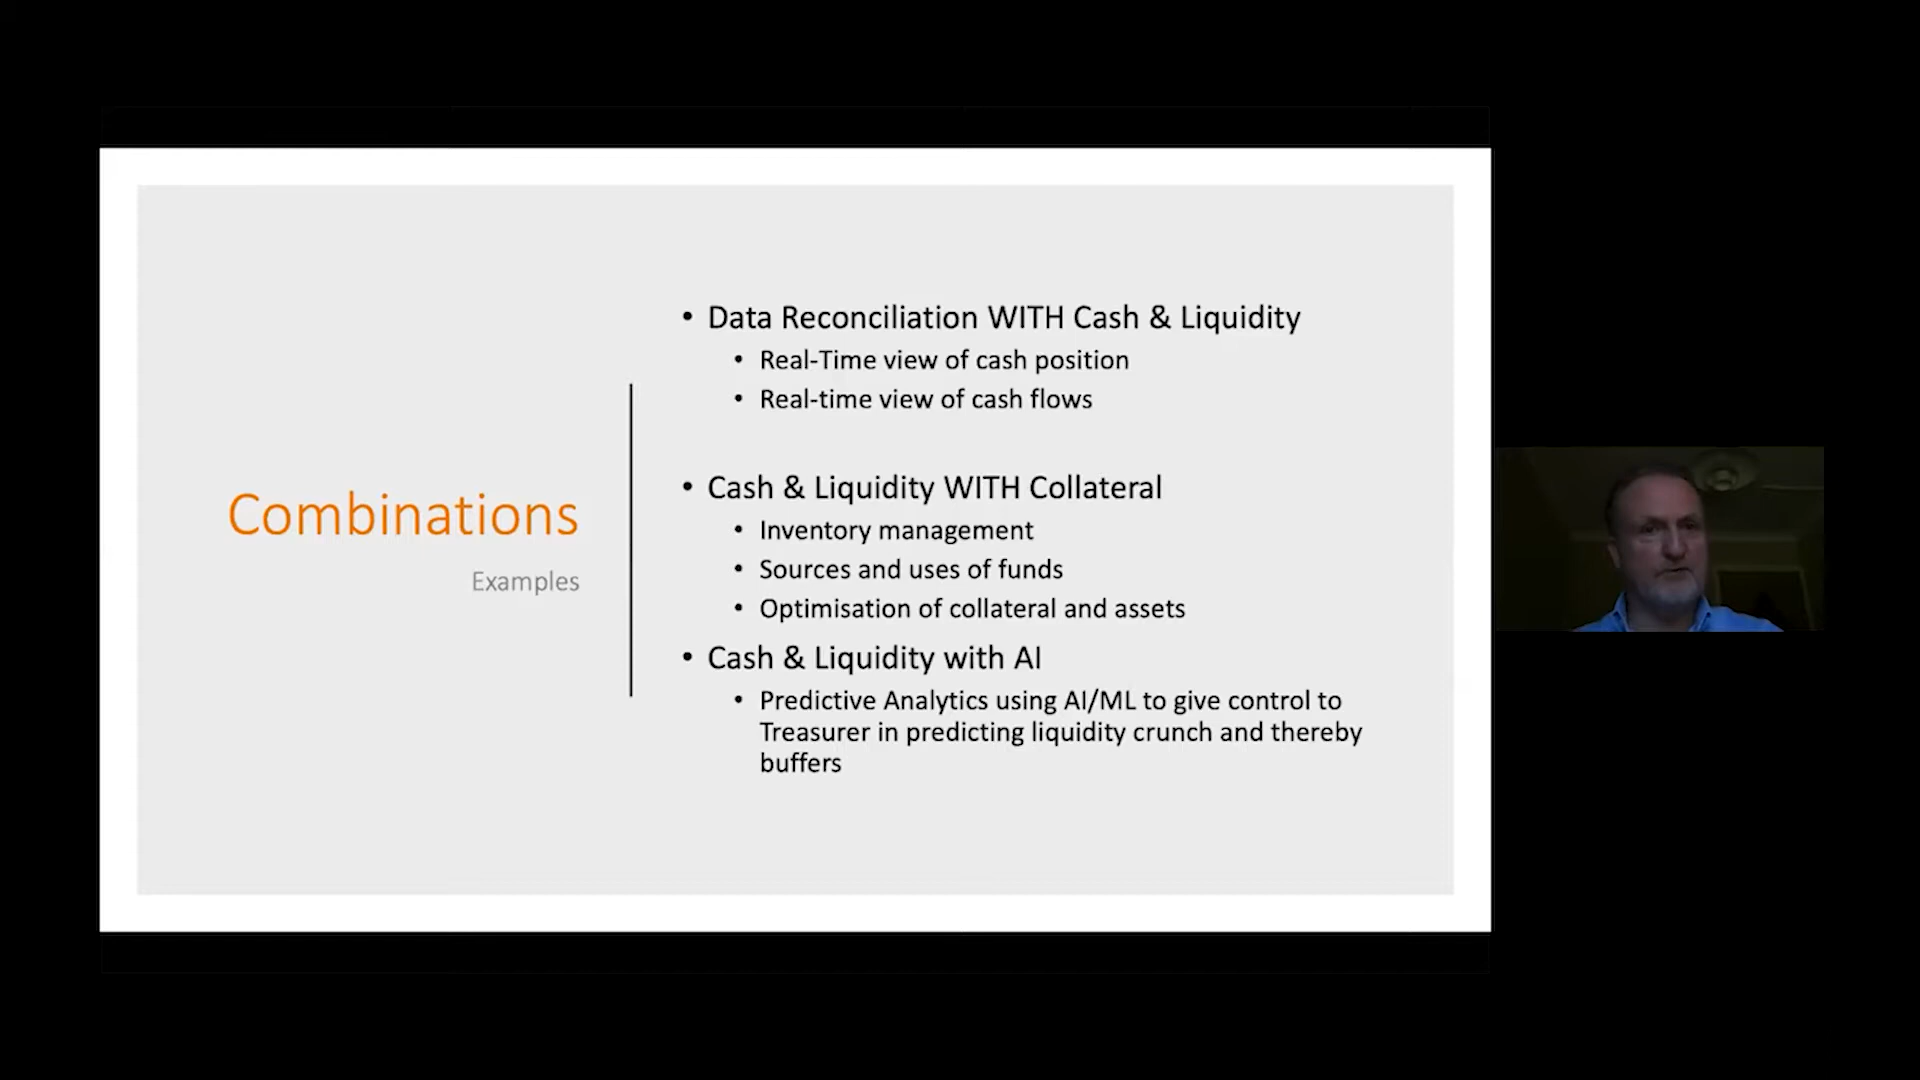 Combinations
Examples
• Data Reconciliation WITH Cash & Liquidity
• Real-Time view of cash position
• Real-time view of cash flows
• Cash & Liquidity WITH Collateral
• Inventory management
• Sources and uses of funds
• Optimisation of collateral and assets
• Cash & Liquidity with AI
• Predictive Analytics using AI/ML to give control to
Treasurer in predicting liquidity crunch and thereby
buffers